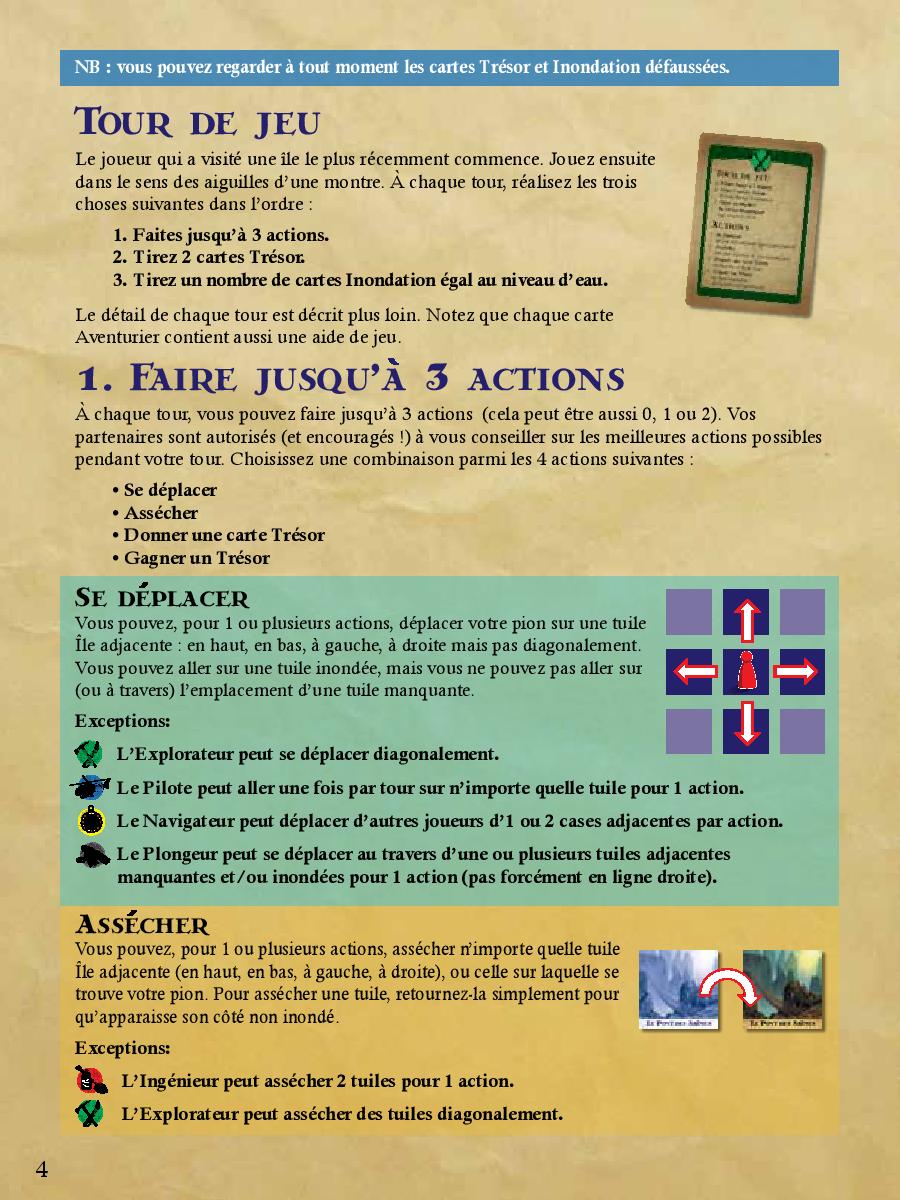 NB : vous pouvez regarder à tout moment les cartes Trésor et Inondation défaussées.
Tour de jeu
Le joueur qui a visité une île le plus récemment commence. Jouez ensuite
dans le sens des aiguilles d'une montre. À chaque tour, réalisez les trois
choses suivantes dans l'ordre :
1. Faites jusqu'à 3 actions.
2. Tirez 2 cartes Trésor.
3. Tirez un nombre de cartes Inondation égal au niveau d'eau.
Le détail de chaque tour est décrit plus loin. Notez que chaque carte
Aventurier contient aussi une aide de jeu.
1. Faire jusqu'à 3 actions
À chaque tour, vous pouvez faire jusqu'à 3 actions (cela peut être aussi 0, 1 ou 2). Vos
partenaires sont autorisés (et encouragés !) à vous conseiller sur les meilleures actions possibles
pendant votre tour. Choisissez une combinaison parmi les 4 actions suivantes :
• Se déplacer
• Assécher
• Donner une carte Trésor
• Gagner un Trésor
Se déplacer
Vous pouvez, pour 1 ou plusieurs actions, déplacer votre pion sur une tuile
Île adjacente : en haut, en bas, à gauche, à droite mais pas diagonalement.
Vous pouvez aller sur une tuile inondée, mais vous ne pouvez pas aller sur
(ou à travers) l'emplacement d'une tuile manquante.
Exceptions:
L'Explorateur peut se déplacer diagonalement.
Le Pilote peut aller une fois par tour sur n'importe quelle tuile pour 1 action.
Le Navigateur peut déplacer d'autres joueurs d'1 ou 2 cases adjacentes par action.
Le Plongeur peut se déplacer au travers d'une ou plusieurs tuiles adjacentes
manquantes et/ou inondées pour 1 action (pas forcément en ligne droite).
Assécher
Vous pouvez, pour 1 ou plusieurs actions, assécher n'importe quelle tuile
Île adjacente (en haut, en bas, à gauche, à droite), ou celle sur laquelle se
trouve votre pion. Pour assécher une tuile, retournez-la simplement pour
qu'apparaisse son côté non inondé.
Exceptions:
L'Ingénieur peut assécher 2 tuiles pour 1 action.
L'Explorateur peut assécher des tuiles diagonalement.
4